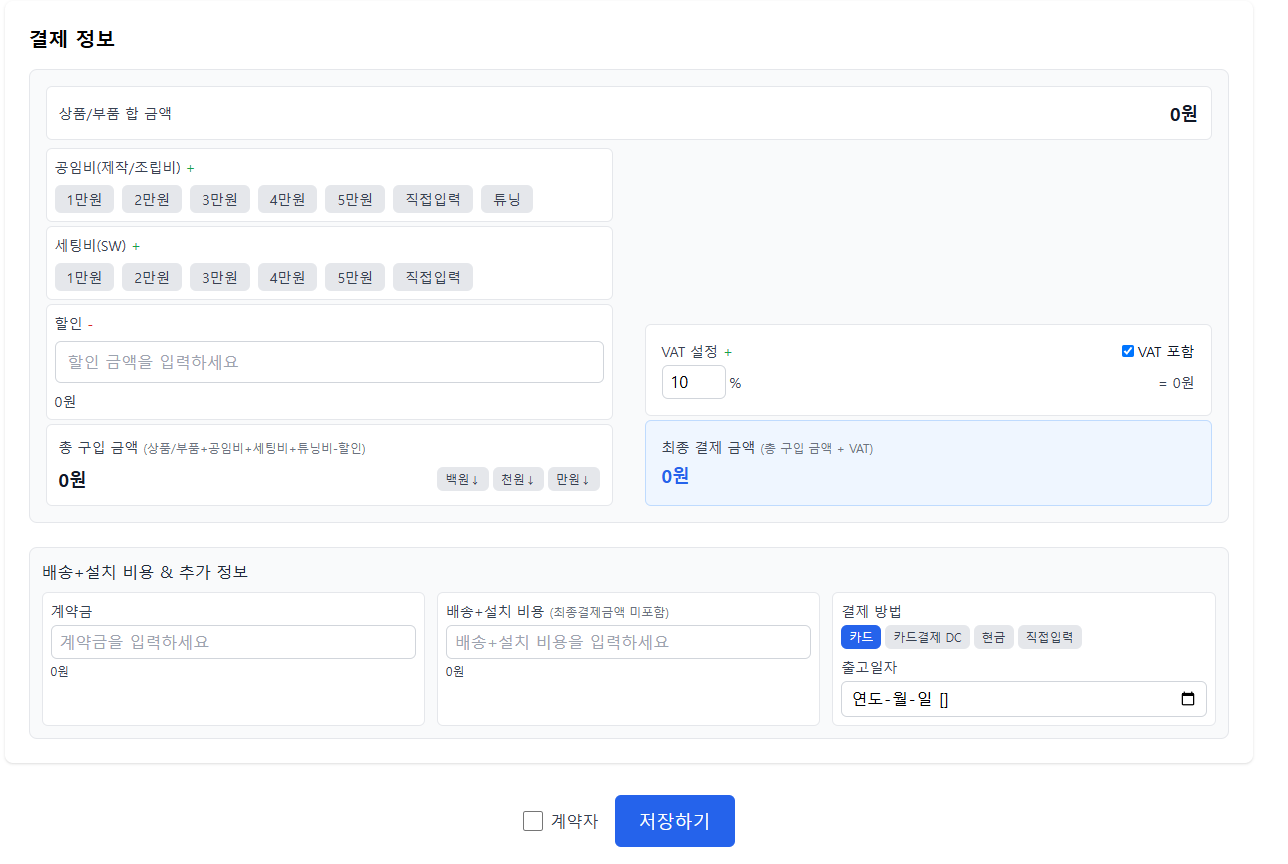 결제 정보
상품/부품 합 금액 0원
공임비(제작/조립비) +
1만원 2만원 3만원 4만원 5만원 직접입력 튜닝
세팅비(SW) +
1만원 2만원 3만원 4만원 5만원 직접입력
할인 -
할인 금액을 입력하세요
0원
총 구입 금액 (상품/부품+공임비+세팅비+튜닝비-할인)
0원 백원↓ 천원↓ 만원↓
VAT 설정 + VAT 포함
10 % = 0원
최종 결제 금액 (총 구입 금액 + VAT)
0원
배송+설치 비용 & 추가 정보
계약금
계약금을 입력하세요
0원
배송+설치 비용 (최종결제금액 미포함)
배송+설치 비용을 입력하세요
0원
결제 방법
카드 카드결제 DC 현금 직접입력
출고일자
연도-월-일 []
계약자 저장하기